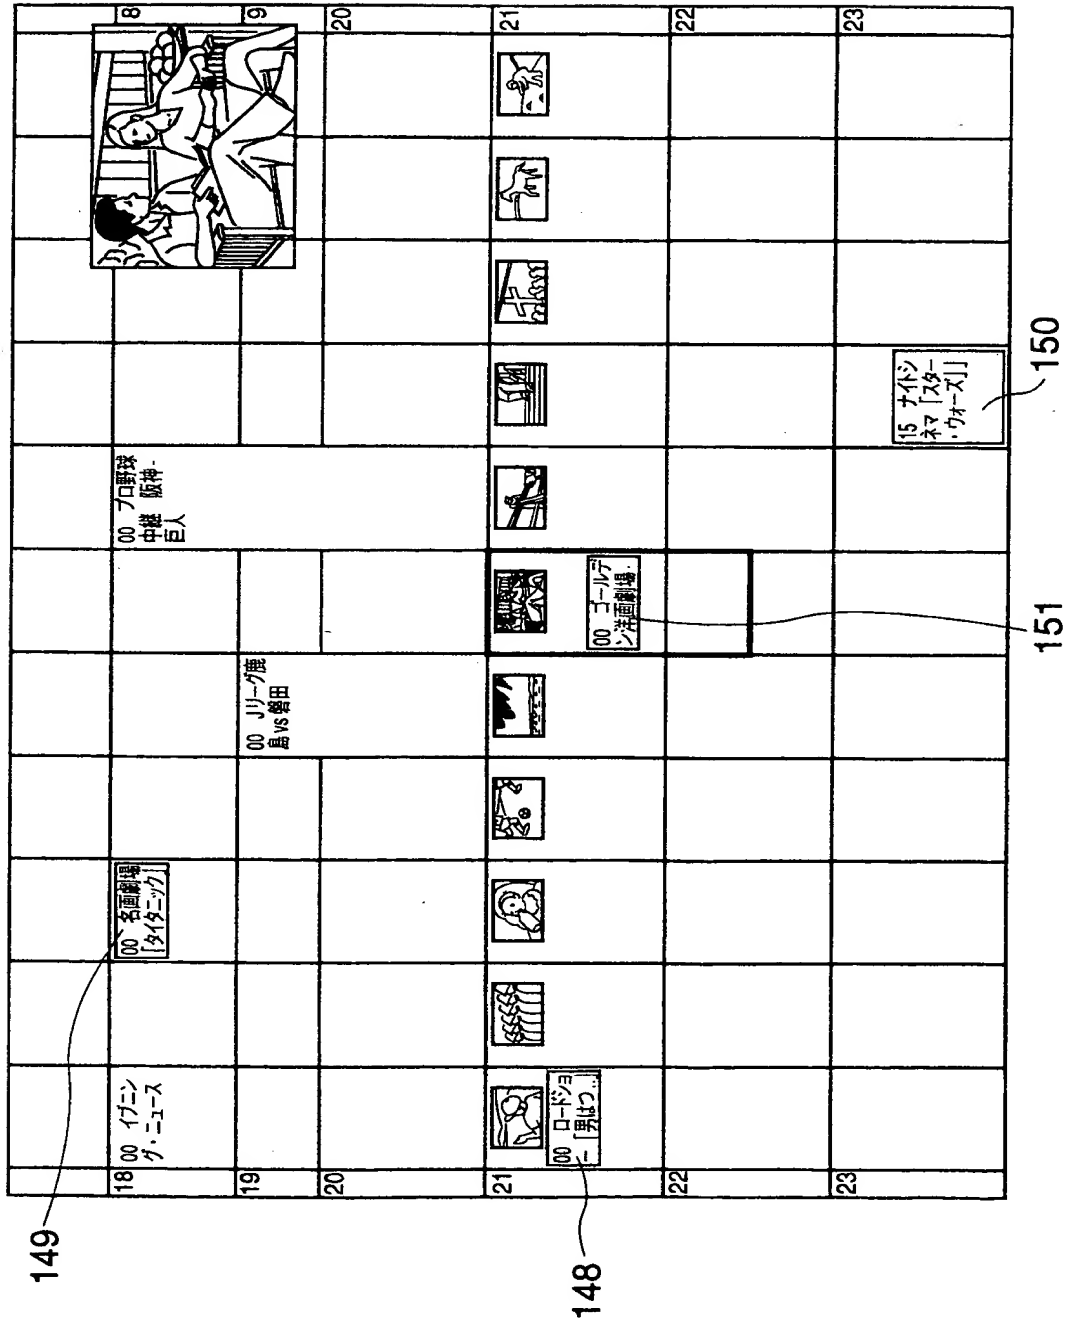 149
18
00 イブニン
グ・ニュース
00 名画劇場
「タイタニック」
00 プロ野球
中継 阪神-
巨人
8
19
00 Jリーグ鹿
島vs磐田
9
20
20
21
21
148
00 ロードショ
ー「男はつ...
00 ゴールデ
ン洋画劇場.
22
22
23
23
15 ナイトシ
ネマ「スター
・ウォーズ」」
151
150